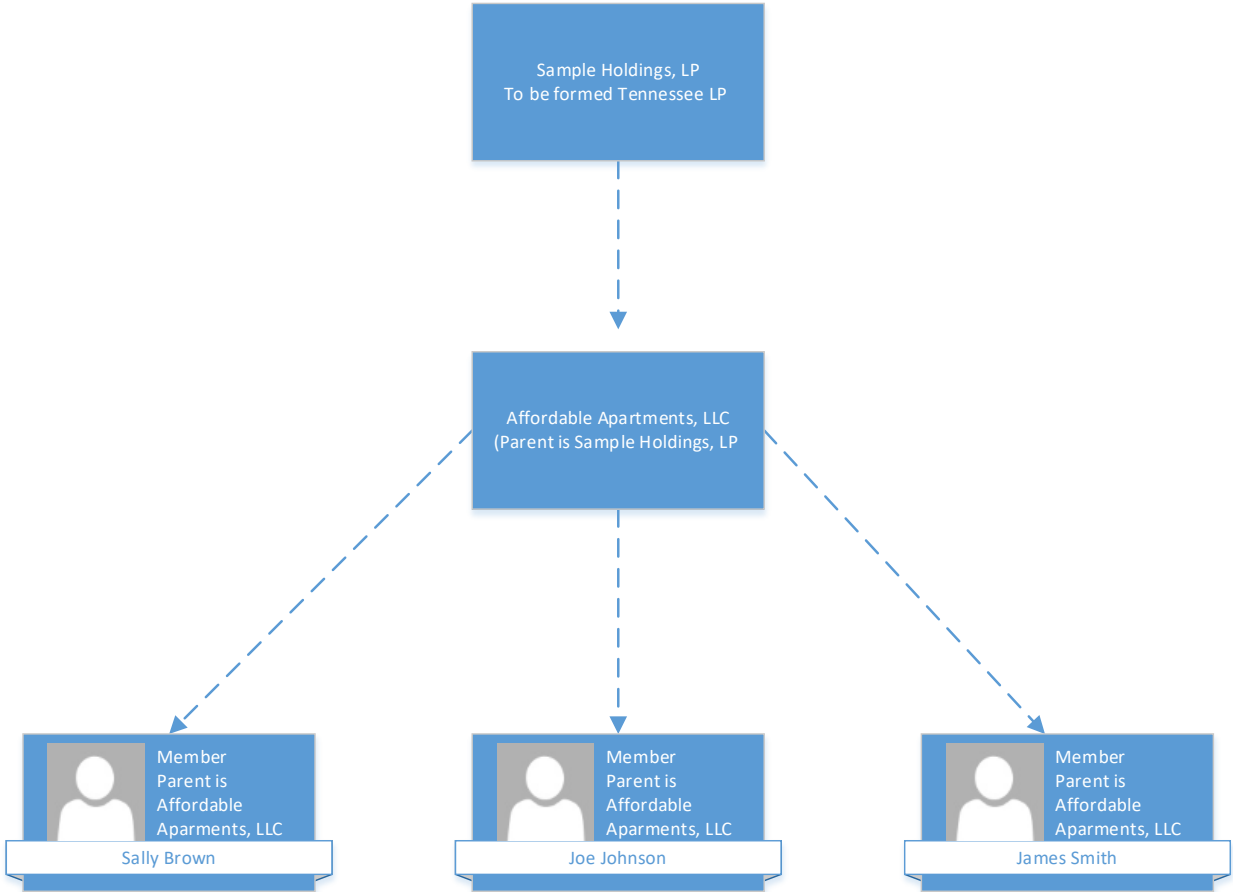 Sample Holdings, LP
To be formed Tennessee LP
Affordable Apartments, LLC
(Parent is Sample Holdings, LP
Member
Parent is
Affordable
Aparments, LLC
Sally Brown
Member
Parent is
Affordable
Aparments, LLC
Joe Johnson
Member
Parent is
Affordable
Aparments, LLC
James Smith